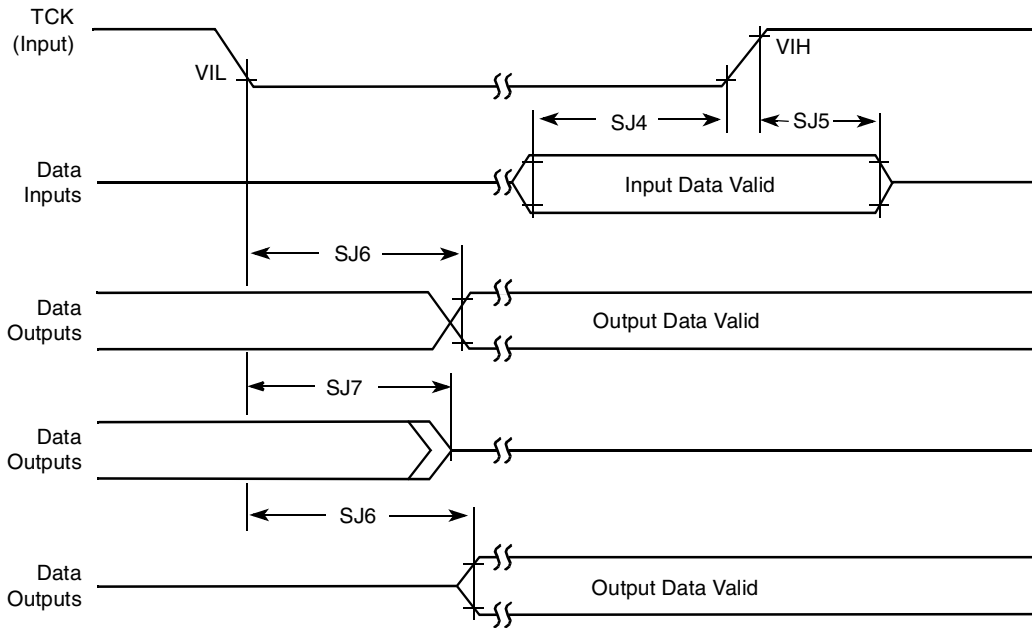 TCK
(Input)
VIL
VIH
SJ4
SJ5
Data
Inputs
Input Data Valid
SJ6
Data
Outputs
Output Data Valid
SJ7
Data
Outputs
SJ6
Data
Outputs
Output Data Valid